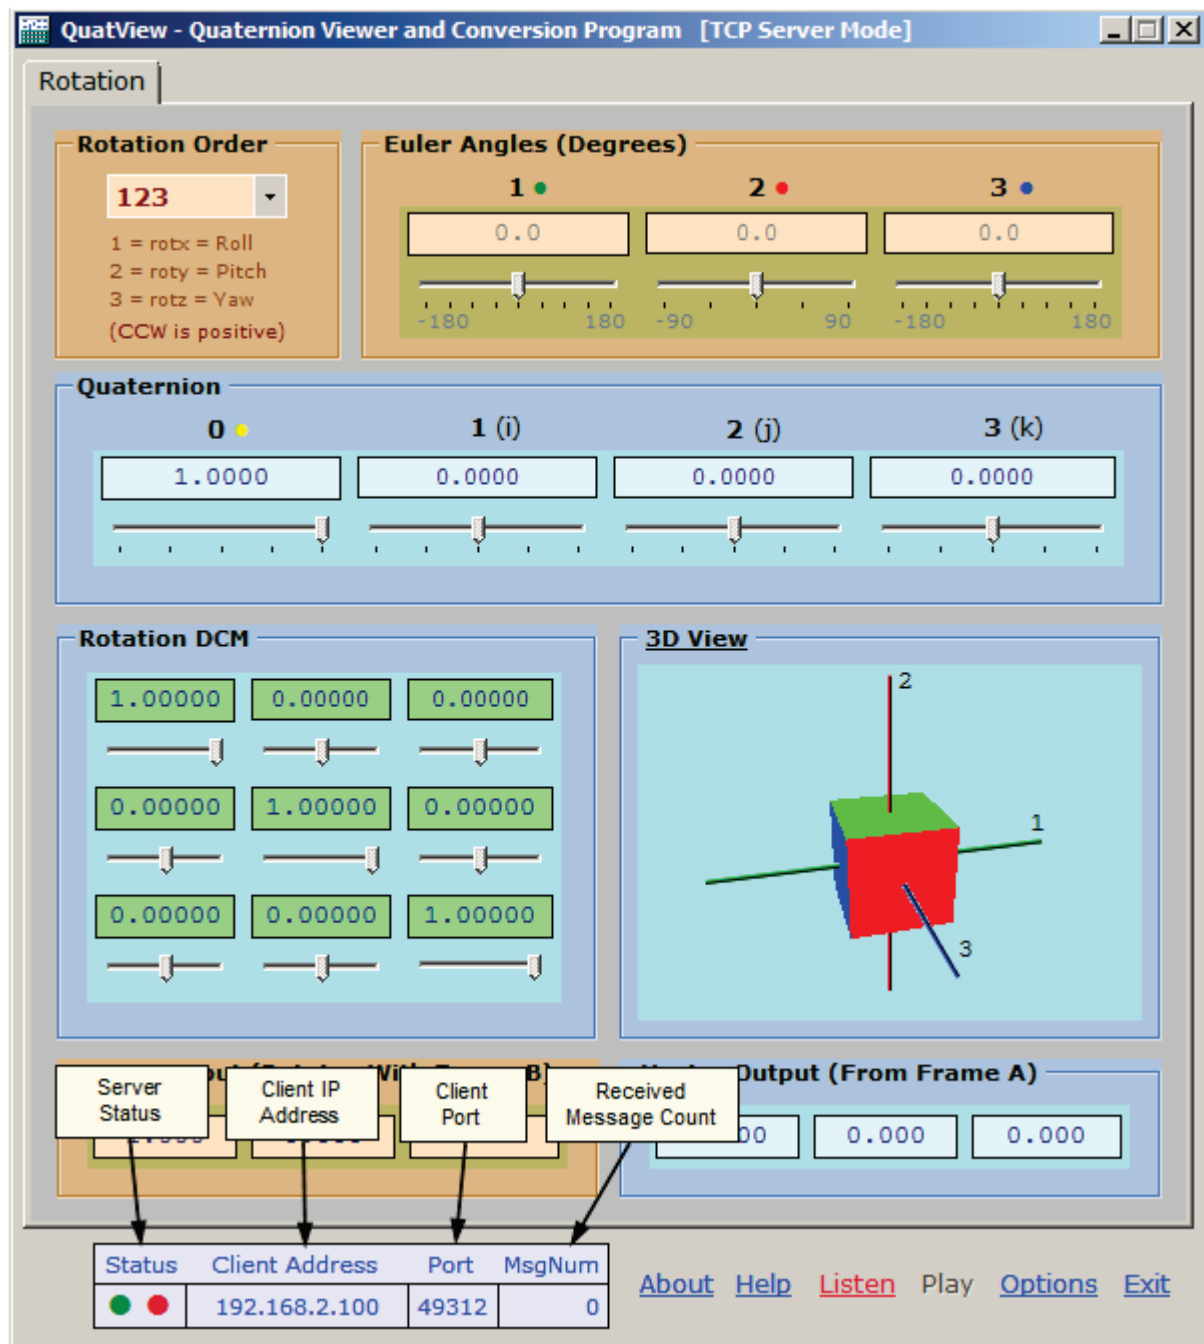 QuatView - Quaternion Viewer and Conversion Program [TCP Server Mode]
Rotation
Rotation Order
123
1 = rotx = Roll
2 = roty = Pitch
3 = rotz = Yaw
(CCW is positive)
Euler Angles (Degrees)
1 2 3
0.0 0.0 0.0
-180 180 -90 90 -180 180
Quaternion
0 1 (i) 2 (j) 3 (k)
1.0000 0.0000 0.0000 0.0000
Rotation DCM
1.00000 0.00000 0.00000
0.00000 1.00000 0.00000
0.00000 0.00000 1.00000
3D View
2
1
3
Output (From Frame A)
0.000 0.000
Server
Status
Client IP
Address
Client
Port
Received
Message Count
Status Client Address Port MsgNum
192.168.2.100 49312 0
About Help Listen Play Options Exit